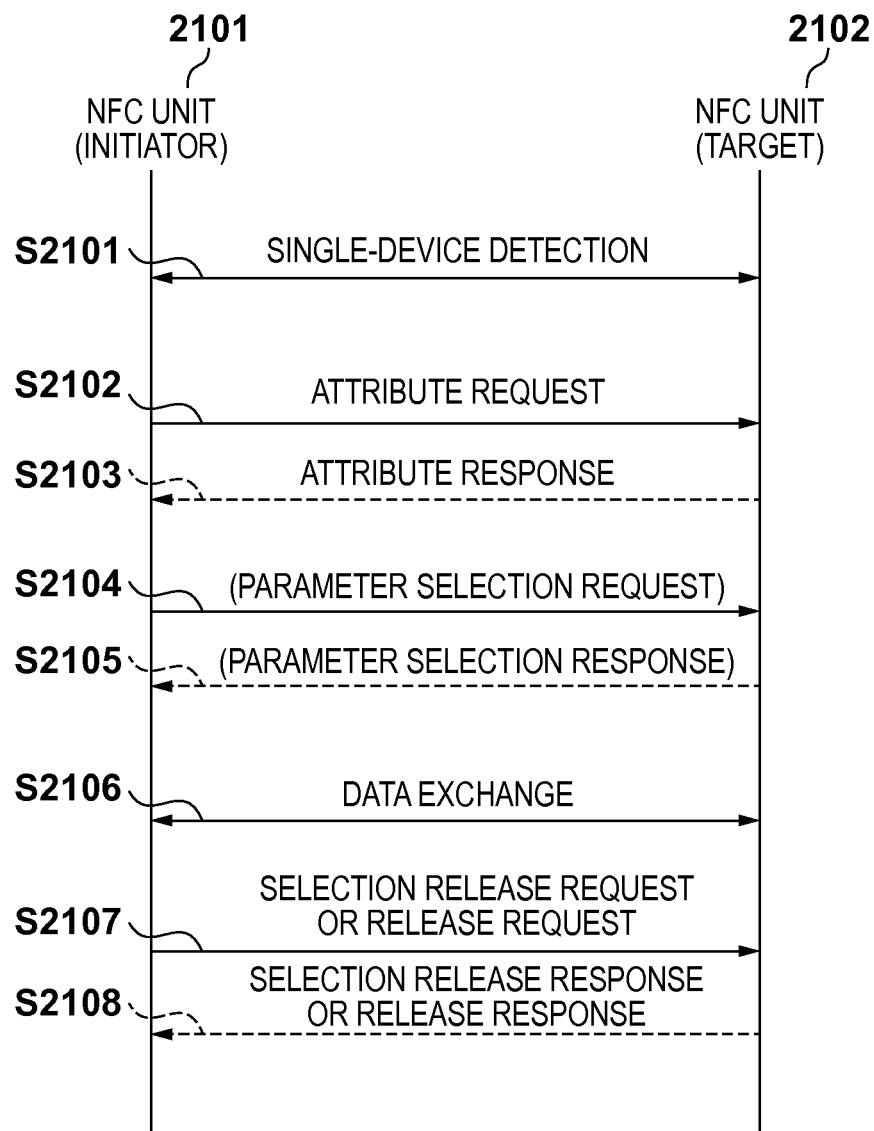 2101
2102
NFC UNIT
(INITIATOR)
NFC UNIT
(TARGET)
S2101
SINGLE-DEVICE DETECTION
S2102
ATTRIBUTE REQUEST
S2103
ATTRIBUTE RESPONSE
S2104
(PARAMETER SELECTION REQUEST)
S2105
(PARAMETER SELECTION RESPONSE)
S2106
DATA EXCHANGE
S2107
SELECTION RELEASE REQUEST
OR RELEASE REQUEST
S2108
SELECTION RELEASE RESPONSE
OR RELEASE RESPONSE